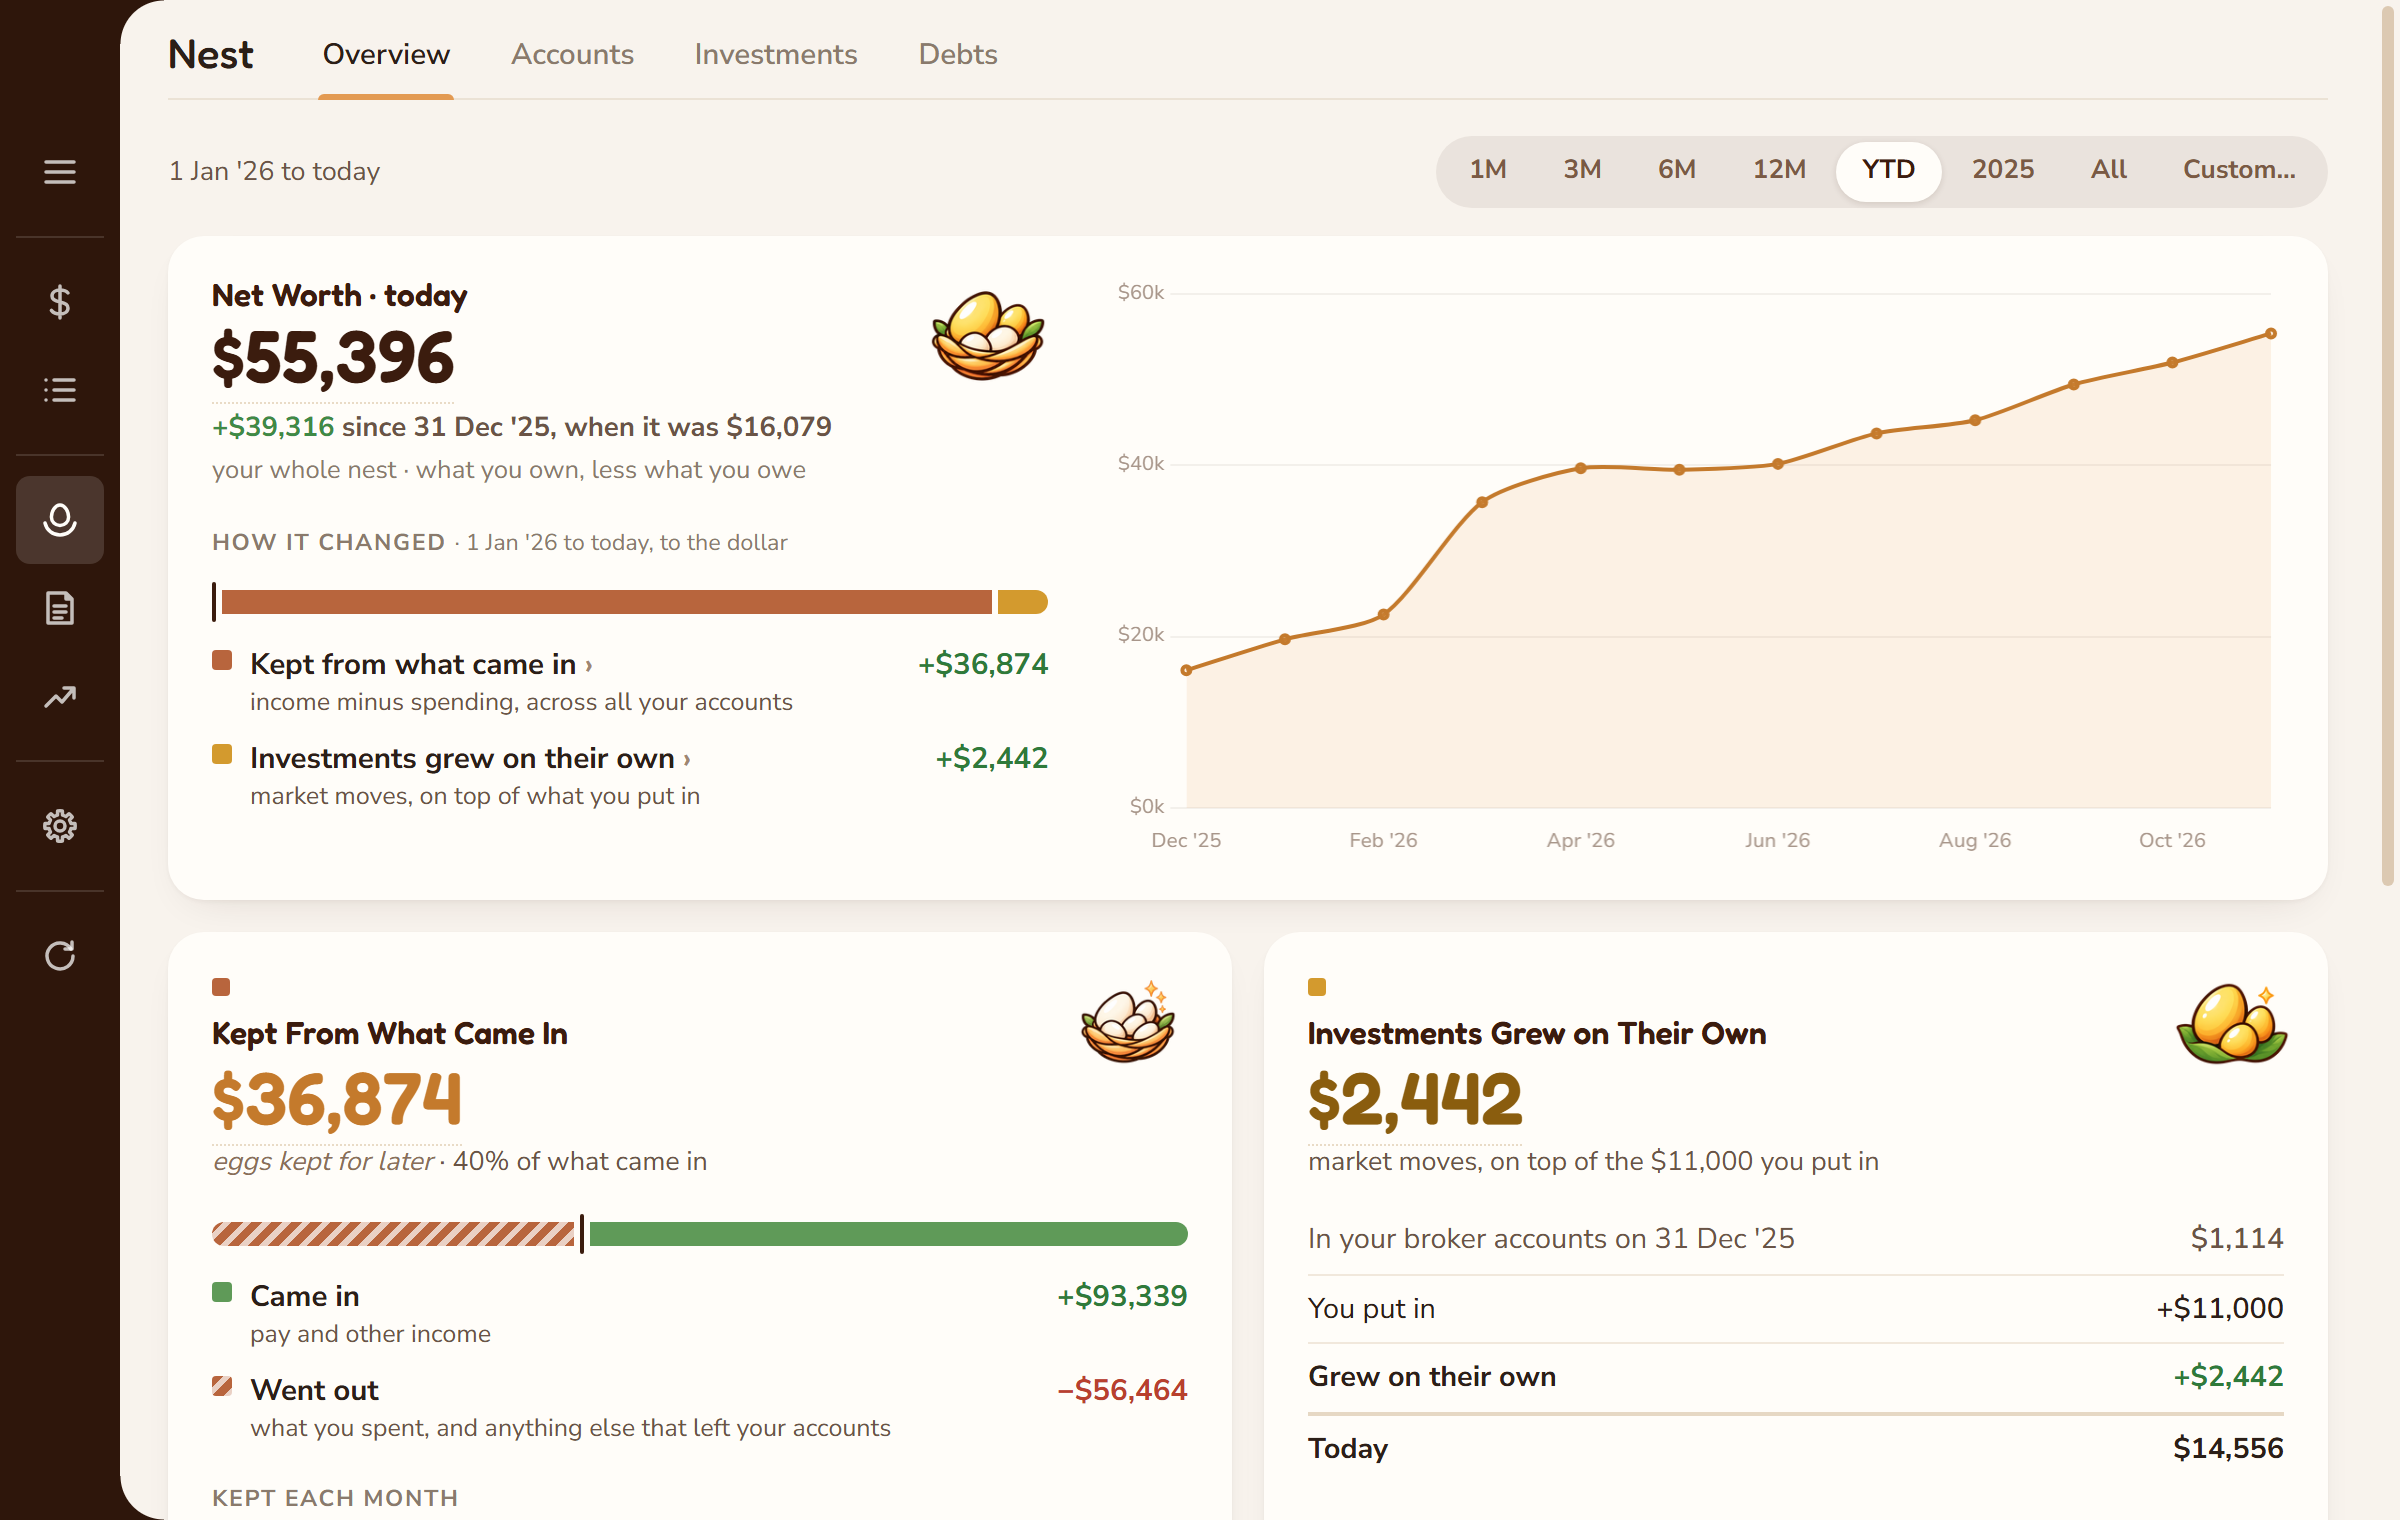 Nest Overview Accounts Investments Debts
1 Jan '26 to today
1M 3M 6M 12M YTD 2025 All Custom...
Net Worth · today
$55,396
+$39,316 since 31 Dec '25, when it was $16,079
your whole nest · what you own, less what you owe
HOW IT CHANGED · 1 Jan '26 to today, to the dollar
Kept from what came in › +$36,874
income minus spending, across all your accounts
Investments grew on their own › +$2,442
market moves, on top of what you put in
$60k
$40k
$20k
$0k
Dec '25 Feb '26 Apr '26 Jun '26 Aug '26 Oct '26
Kept From What Came In
$36,874
eggs kept for later · 40% of what came in
Came in +$93,339
pay and other income
Went out −$56,464
what you spent, and anything else that left your accounts
KEPT EACH MONTH
Investments Grew on Their Own
$2,442
market moves, on top of the $11,000 you put in
In your broker accounts on 31 Dec '25 $1,114
You put in +$11,000
Grew on their own +$2,442
Today $14,556